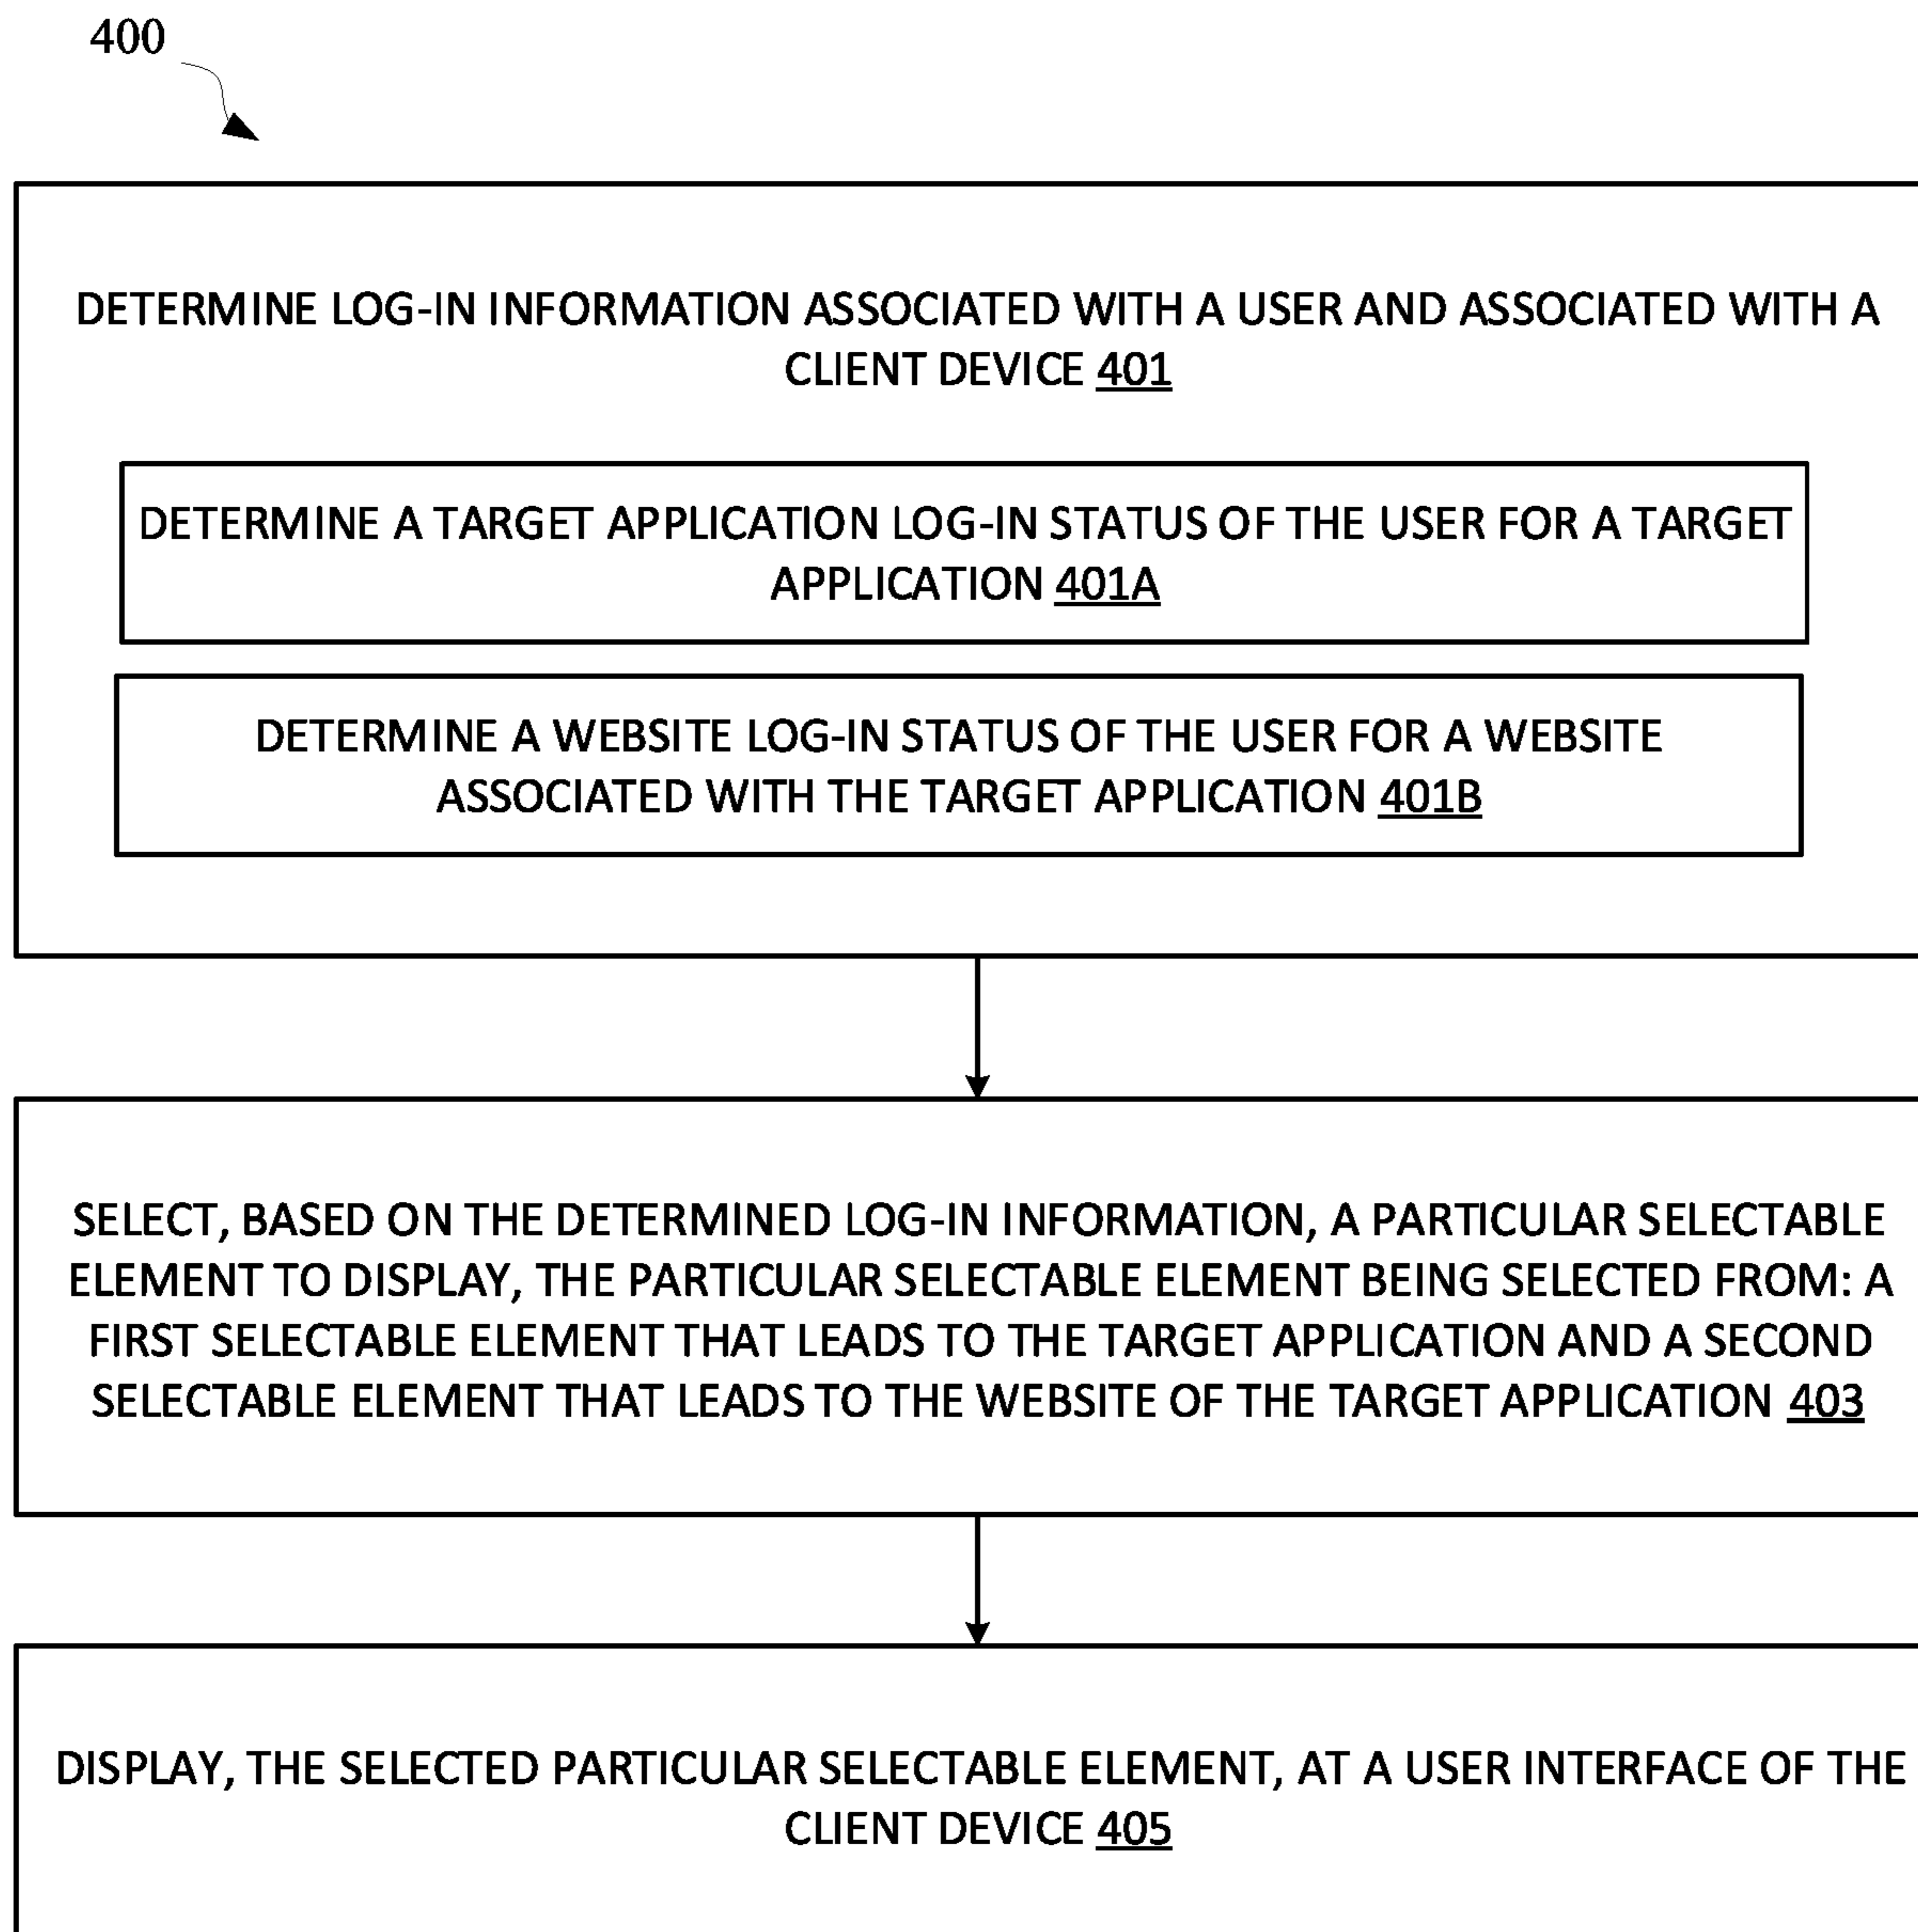 400
DETERMINE LOG-IN INFORMATION ASSOCIATED WITH A USER AND ASSOCIATED WITH A
CLIENT DEVICE 401
DETERMINE A TARGET APPLICATION LOG-IN STATUS OF THE USER FOR A TARGET
APPLICATION 401A
DETERMINE A WEBSITE LOG-IN STATUS OF THE USER FOR A WEBSITE
ASSOCIATED WITH THE TARGET APPLICATION 401B
SELECT, BASED ON THE DETERMINED LOG-IN INFORMATION, A PARTICULAR SELECTABLE
ELEMENT TO DISPLAY, THE PARTICULAR SELECTABLE ELEMENT BEING SELECTED FROM: A
FIRST SELECTABLE ELEMENT THAT LEADS TO THE TARGET APPLICATION AND A SECOND
SELECTABLE ELEMENT THAT LEADS TO THE WEBSITE OF THE TARGET APPLICATION 403
DISPLAY, THE SELECTED PARTICULAR SELECTABLE ELEMENT, AT A USER INTERFACE OF THE
CLIENT DEVICE 405